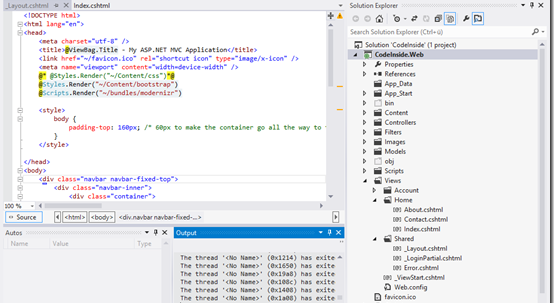 _Layout.cshtml
Index.cshtml
<!DOCTYPE html>
<html lang="en">
<head>
<meta charset="utf-8" />
<title>@ViewBag.Title - My ASP.NET MVC Application</title>
<link href="~/favicon.ico" rel="shortcut icon" type="image/x-icon" />
<meta name="viewport" content="width=device-width" />
@* @Styles.Render("~/Content/css")*@
@Styles.Render("~/Content/bootstrap")
@Scripts.Render("~/bundles/modernizr")
<style>
body {
padding-top: 160px; /* 60px to make the container go all the way to
}
</style>
</head>
<body>
<div class="navbar navbar-fixed-top">
<div class="navbar-inner">
<div class="container">
100 %
Source
<html>
<body>
<div.navbar navbar-fixed-...>
Autos
Name Value Type
Output
The thread '<No Name>' (0x1214) has exite
The thread '<No Name>' (0x1650) has exite
The thread '<No Name>' (0x19a8) has exite
The thread '<No Name>' (0x108c) has exite
The thread '<No Name>' (0x1408) has exite
The thread '<No Name>' (0x1a08) has exite
Solution Explorer
Search Solution Explorer (Ctrl+ü)
Solution 'CodeInside' (1 project)
CodeInside.Web
Properties
References
App_Data
App_Start
bin
Content
Controllers
Filters
Images
Models
obj
Scripts
Views
Account
Home
About.cshtml
Contact.cshtml
Index.cshtml
Shared
_Layout.cshtml
_LoginPartial.cshtml
Error.cshtml
_ViewStart.cshtml
Web.config
favicon.ico